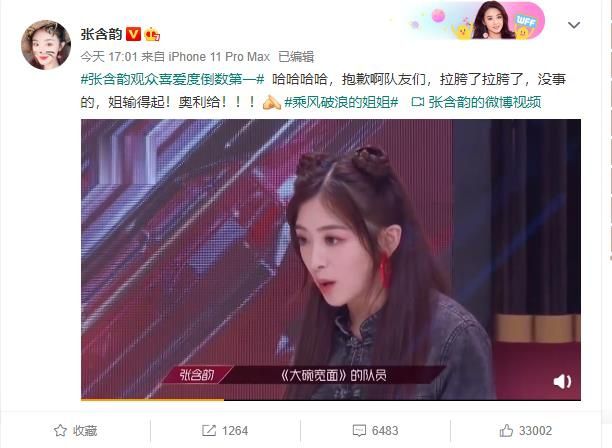 张含韵
WFF
今天 17:01 来自 iPhone 11 Pro Max 已编辑
#张含韵观众喜爱度倒数第一# 哈哈哈哈，抱歉啊队友们，拉胯了拉胯了，没事
的，姐输得起！奥利给！！！#乘风破浪的姐姐# 张含韵的微博视频
张含韵 《大碗宽面》的队员
收藏 1264 6483 33002